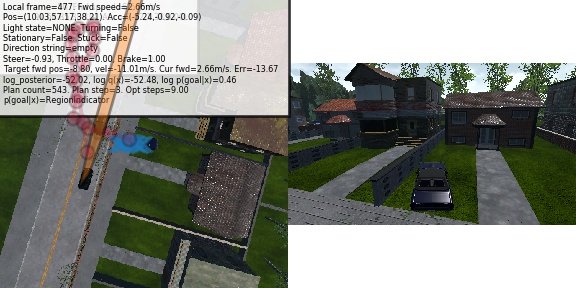 Local frame=477. Fwd speed=2.66m/s
Pos=(10.03,57.17,38.21). Acc=(-5.24,-0.92,-0.09)
Light state=NONE. Turning=False
Stationary=False. Stuck=False
Direction string=empty
Steer=-0.93, Throttle=0.00, Brake=1.00
Target fwd pos=-8.80, vel=-11.01m/s. Cur fwd=2.66m/s. Err=-13.67
log_posterior=-52.02, log q(x)=-52.48, log p(goal|x)=0.46
Plan count=543. Plan step=3. Opt steps=9.00
p(goal|x)=RegionIndicator